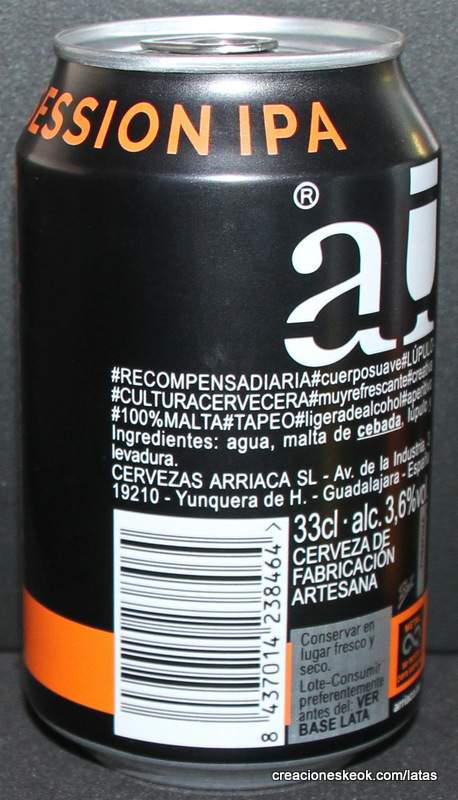 ESSION IPA
®
ai
#RECOMPENSADIARIA#cuerposuave#LÚPULO
#CULTURACERVECERA#muyrefrescante#creativa
#100%MALTA#TAPEO#ligeradealcohol#aperitivo
Ingredientes: agua, malta de cebada, lúpulo
levadura.
CERVEZAS ARRIACA SL - Av. de la Industria,
19210 - Yunquera de H. - Guadalajara - España
33cl · alc. 3,6%vol
CERVEZA DE
FABRICACIÓN
ARTESANA
8 437014 238464 >
Conservar en
lugar fresco y
seco.
Lote-Consumir
preferentemente
antes del: VER
BASE LATA
METAL
creacioneskeok.com/latas